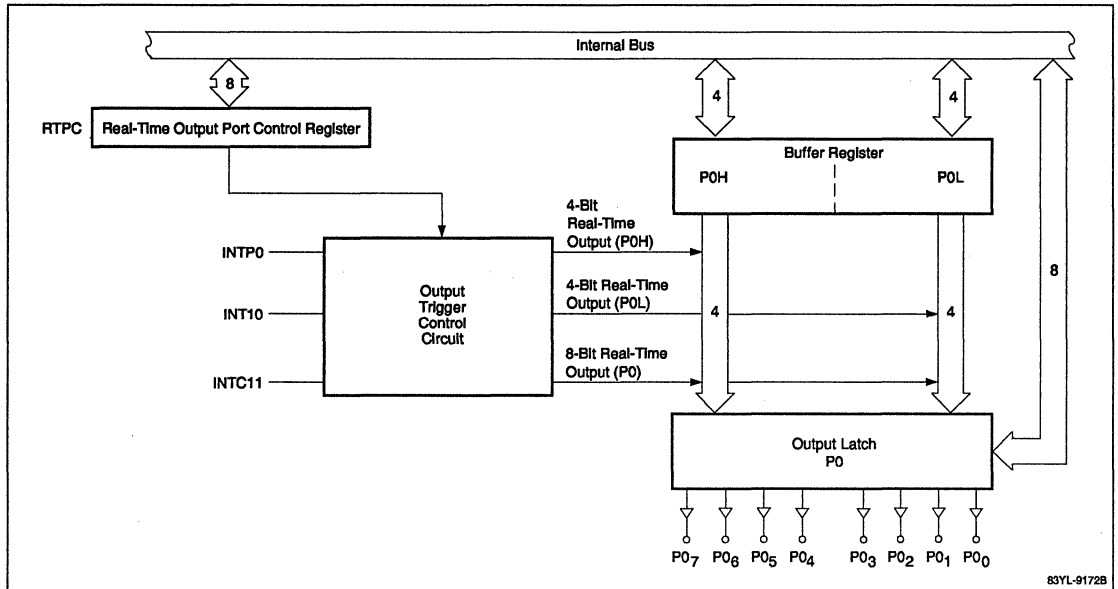 Internal Bus
8
4
4
RTPC
Real-Time Output Port Control Register
Buffer Register
P0H
P0L
4-Bit
Real-Time
Output (P0H)
INTP0
4-Bit Real-Time
Output (P0L)
INT10
Output
Trigger
Control
Circuit
4
4
8
8-Bit Real-Time
Output (P0)
INTC11
Output Latch
P0
P07 P06 P05 P04 P03 P02 P01 P00
83YL-9172B